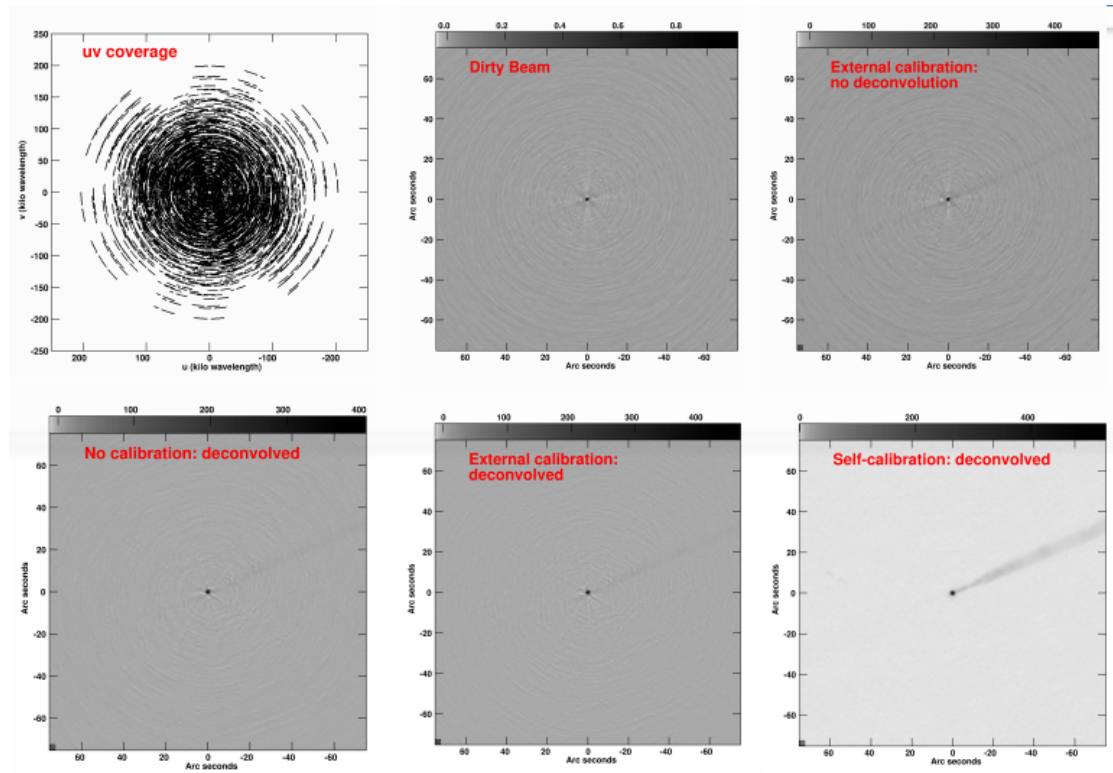 uv coverage
250
200
150
100
50
0
-50
-100
-150
-200
-250
v (kilo wavelength)
200 100 0 -100 -200
u (kilo wavelength)
0.0 0.2 0.4 0.6 0.8
Dirty Beam
60
40
20
0
-20
-40
-60
Arc seconds
60 40 20 0 -20 -40 -60
Arc seconds
0 100 200 300 400
External calibration:
no deconvolution
60
40
20
0
-20
-40
-60
Arc seconds
60 40 20 0 -20 -40 -60
Arc seconds
0 100 200 300 400
No calibration: deconvolved
60
40
20
0
-20
-40
-60
Arc seconds
60 40 20 0 -20 -40 -60
Arc seconds
0 100 200 300 400
External calibration:
deconvolved
60
40
20
0
-20
-40
-60
Arc seconds
60 40 20 0 -20 -40 -60
Arc seconds
0 200 400
Self-calibration: deconvolved
60
40
20
0
-20
-40
-60
Arc seconds
60 40 20 0 -20 -40 -60
Arc seconds